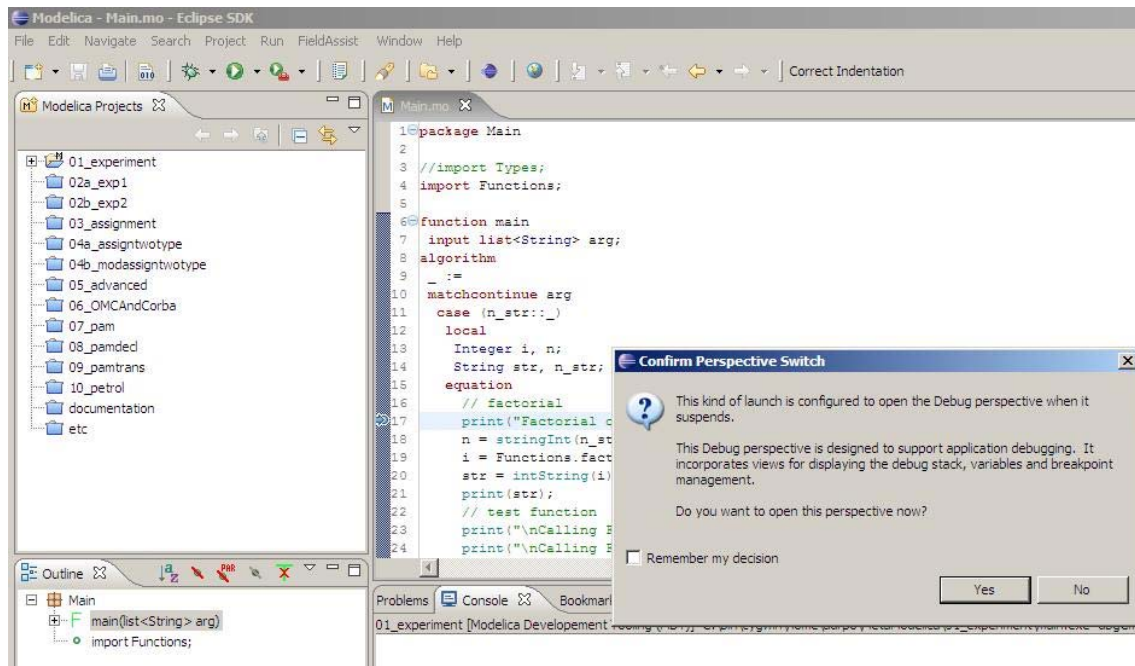 Modelica - Main.mo - Eclipse SDK
File Edit Navigate Search Project Run FieldAssist Window Help
Correct Indentation
Modelica Projects
01_experiment
02a_exp1
02b_exp2
03_assignment
04a_assigntwotype
04b_modassigntwotype
05_advanced
06_OMCAndCorba
07_pam
08_pamdecl
09_pamtrans
10_petrol
documentation
etc
Main.mo
1 package Main
2
3 //import Types;
4 import Functions;
5
6 function main
7 input list<String> arg;
8 algorithm
9 _ :=
10 matchcontinue arg
11 case (n_str::_)
12 local
13 Integer i, n;
14 String str, n_str;
15 equation
16 // factorial
17 print("Factorial
18 n = stringInt(n_st
19 i = Functions.fact
20 str = intString(i)
21 print(str);
22 // test function
23 print("\nCalling
24 print("\nCalling
Confirm Perspective Switch
This kind of launch is configured to open the Debug perspective when it
suspends.
This Debug perspective is designed to support application debugging. It
incorporates views for displaying the debug stack, variables and breakpoint
management.
Do you want to open this perspective now?
Remember my decision
Yes No
Outline
Main
main(list<String> arg)
import Functions;
Problems Console Bookmar
01_experiment [Modelica Developement